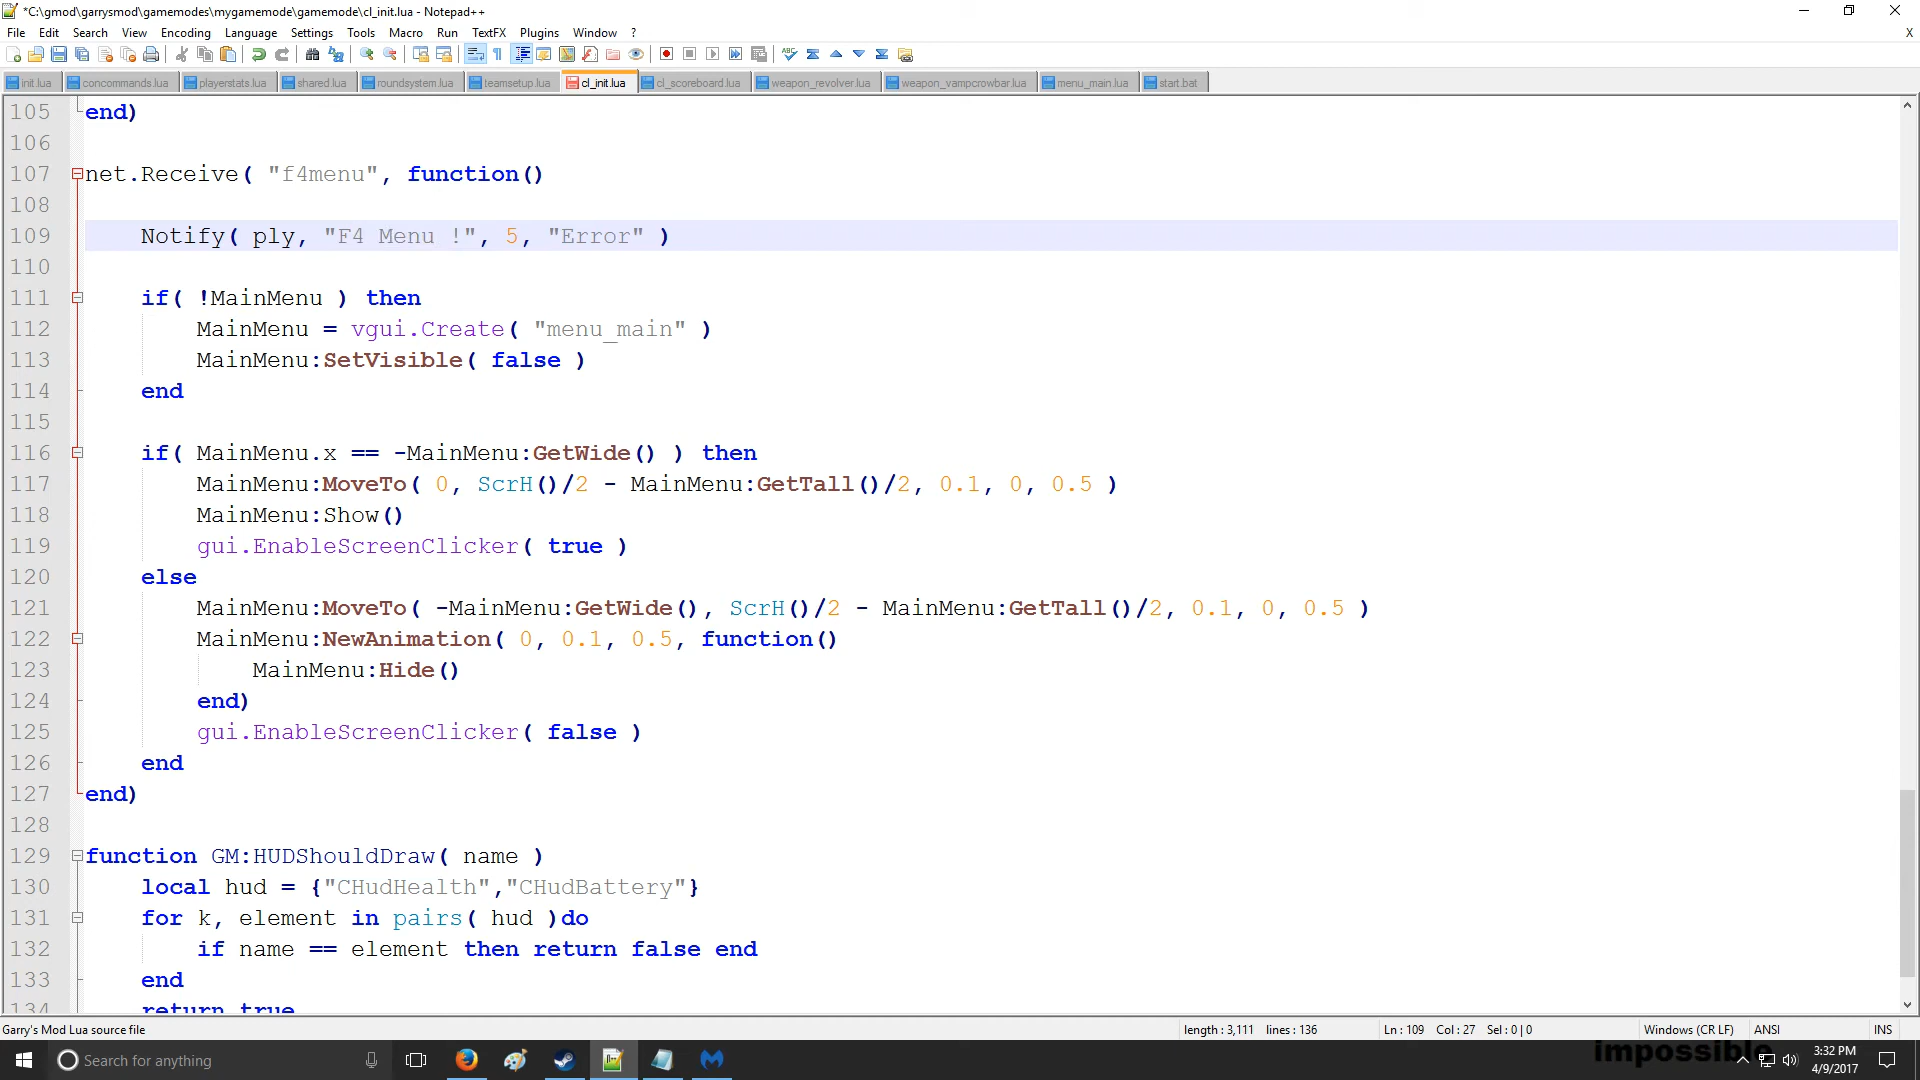 *C:\gmod\garrysmod\gamemodes\mygamemode\gamemode\cl_init.lua - Notepad++
File Edit Search View Encoding Language Settings Tools Macro Run TextFX Plugins Window ? X
init.lua concommands.lua playerstats.lua shared.lua roundsystem.lua teamsetup.lua cl_init.lua cl_scoreboard.lua weapon_revolver.lua weapon_vampcrowbar.lua menu_main.lua start.bat
105 end)
106
107 net.Receive( "f4menu", function()
108
109 Notify( ply, "F4 Menu !", 5, "Error" )
110
111 if( !MainMenu ) then
112 MainMenu = vgui.Create( "menu_main" )
113 MainMenu:SetVisible( false )
114 end
115
116 if( MainMenu.x == -MainMenu:GetWide() ) then
117 MainMenu:MoveTo( 0, ScrH()/2 - MainMenu:GetTall()/2, 0.1, 0, 0.5 )
118 MainMenu:Show()
119 gui.EnableScreenClicker( true )
120 else
121 MainMenu:MoveTo( -MainMenu:GetWide(), ScrH()/2 - MainMenu:GetTall()/2, 0.1, 0, 0.5 )
122 MainMenu:NewAnimation( 0, 0.1, 0.5, function()
123 MainMenu:Hide()
124 end)
125 gui.EnableScreenClicker( false )
126 end
127 end)
128
129 function GM:HUDShouldDraw( name )
130 local hud = {"CHudHealth","CHudBattery"}
131 for k, element in pairs( hud )do
132 if name == element then return false end
133 end
134 return true
Garry's Mod Lua source file length : 3,111 lines : 136 Ln : 109 Col : 27 Sel : 0 | 0 Windows (CR LF) ANSI INS
Search for anything
impossible
3:32 PM
4/9/2017